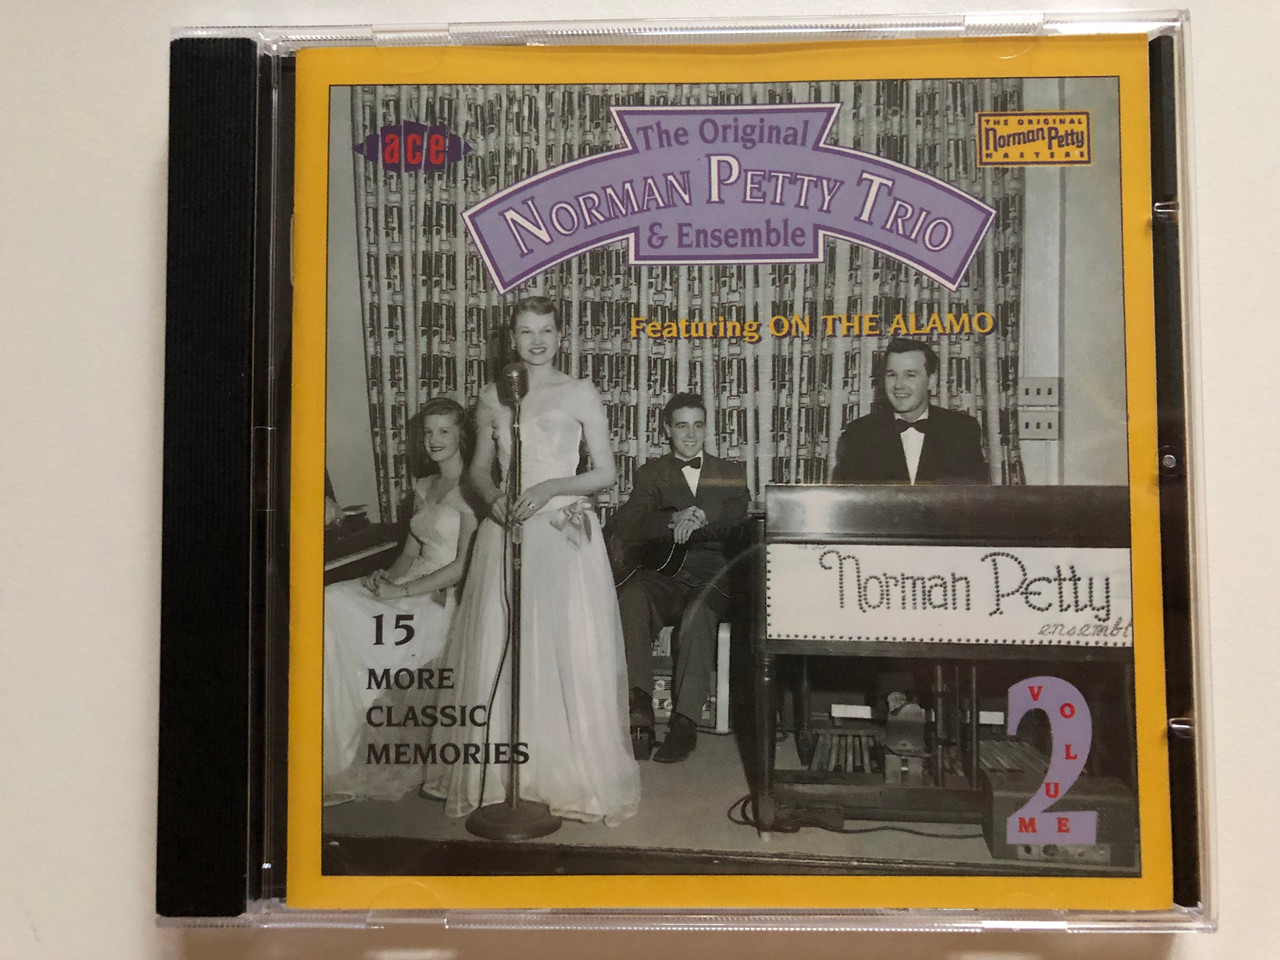 ace
The Original
NORMAN PETTY TRIO
& Ensemble
THE ORIGINAL
Norman Petty
MASTERS
Featuring ON THE ALAMO
Norman Petty
ensembl
15
MORE
CLASSIC
MEMORIES
VOLUME
2